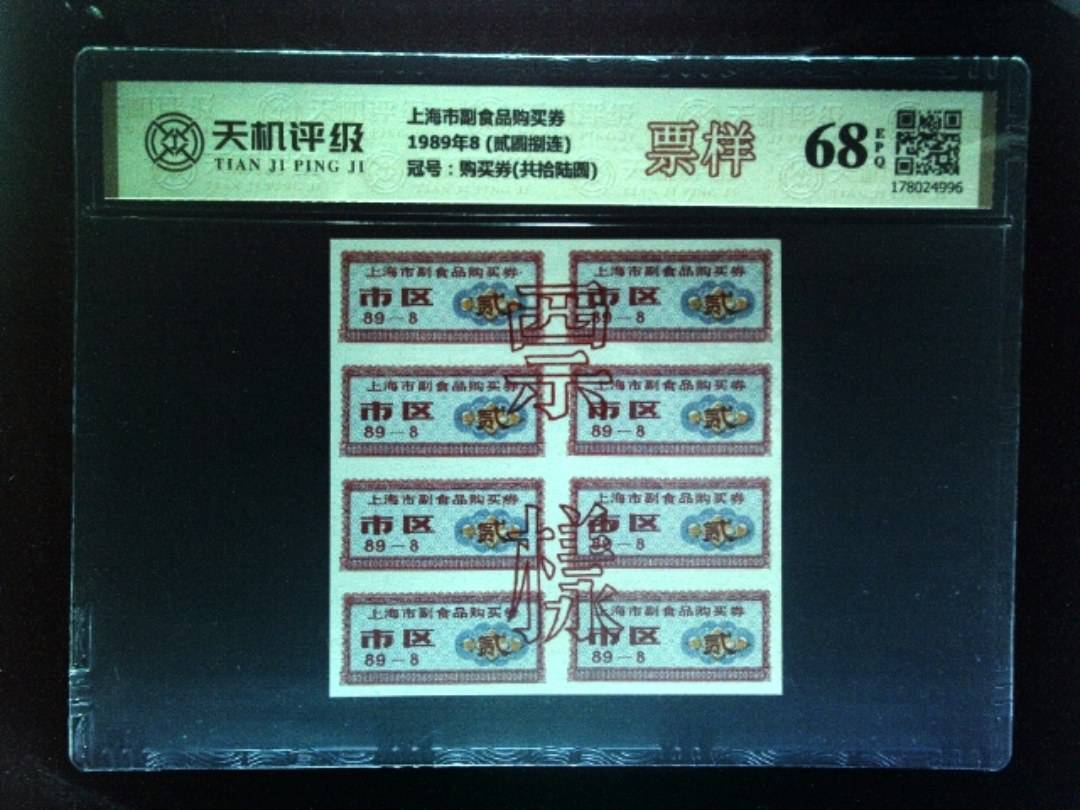 天机评级
TIAN JI PING JI
上海市副食品购买券
1989年8 (贰圆捌连)
冠号：购买券(共拾陆圆)
票样
68
EPQ
178024996
上海市副食品购买券
市区
贰
89－8
上海市副食品购买券
市区
贰
89－8
上海市副食品购买券
市区
贰
89－8
上海市副食品购买券
市区
贰
89－8
上海市副食品购买券
市区
贰
89－8
上海市副食品购买券
市区
贰
89－8
上海市副食品购买券
市区
贰
89－8
上海市副食品购买券
市区
贰
89－8
票樣